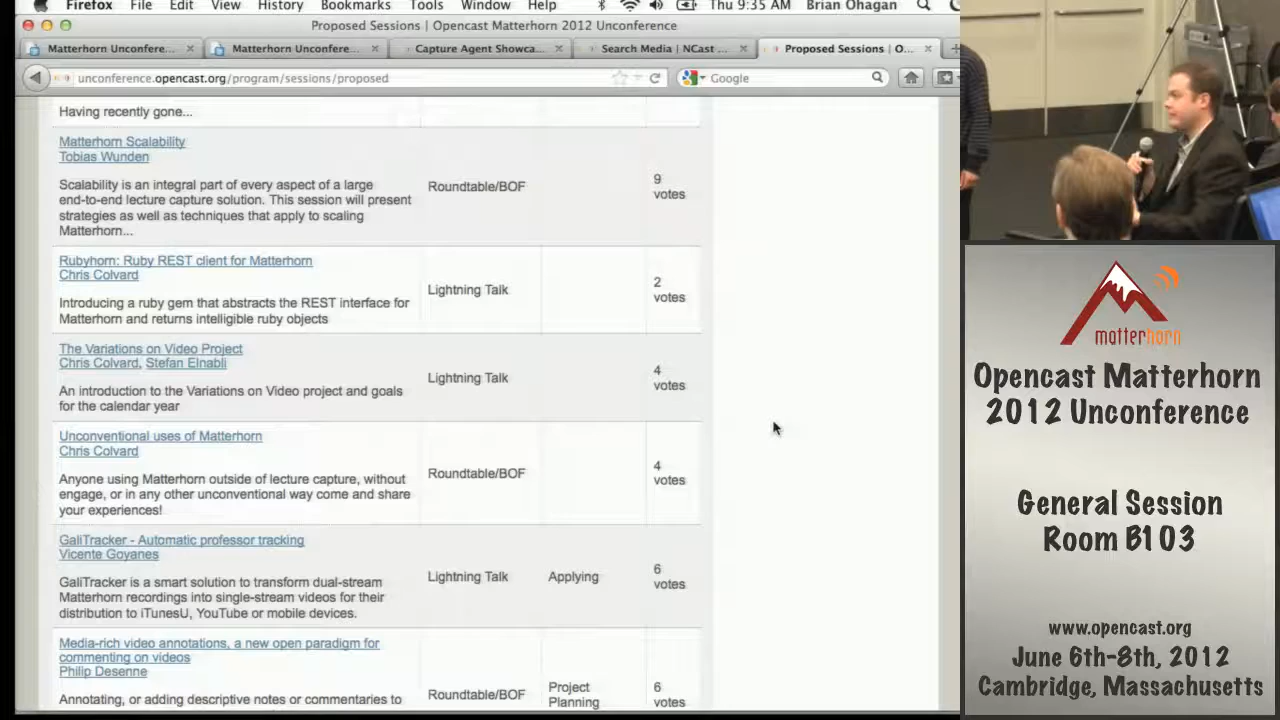 Firefox File Edit View History Bookmarks Tools Window Help Thu 9:35 AM Brian Ohagan
Proposed Sessions | Opencast Matterhorn 2012 Unconference
Matterhorn Unconfere... Matterhorn Unconfere... Capture Agent Showca... Search Media | NCast ... Proposed Sessions | O...
unconference.opencast.org/program/sessions/proposed Google
Having recently gone...
Matterhorn Scalability
Tobias Wunden
Scalability is an integral part of every aspect of a large
end-to-end lecture capture solution. This session will present
strategies as well as techniques that apply to scaling
Matterhorn...
Roundtable/BOF
9
votes
Rubyhorn: Ruby REST client for Matterhorn
Chris Colvard
Introducing a ruby gem that abstracts the REST interface for
Matterhorn and returns intelligible ruby objects
Lightning Talk
2
votes
The Variations on Video Project
Chris Colvard, Stefan Elnabli
An introduction to the Variations on Video project and goals
for the calendar year
Lightning Talk
4
votes
Unconventional uses of Matterhorn
Chris Colvard
Anyone using Matterhorn outside of lecture capture, without
engage, or in any other unconventional way come and share
your experiences!
Roundtable/BOF
4
votes
GaliTracker - Automatic professor tracking
Vicente Goyanes
GaliTracker is a smart solution to transform dual-stream
Matterhorn recordings into single-stream videos for their
distribution to iTunesU, YouTube or mobile devices.
Lightning Talk
Applying
6
votes
Media-rich video annotations, a new open paradigm for
commenting on videos
Philip Desenne
Annotating, or adding descriptive notes or commentaries to
Roundtable/BOF
Project
Planning
6
votes
matterhorn
Opencast Matterhorn
2012 Unconference
General Session
Room B103
www.opencast.org
June 6th-8th, 2012
Cambridge, Massachusetts